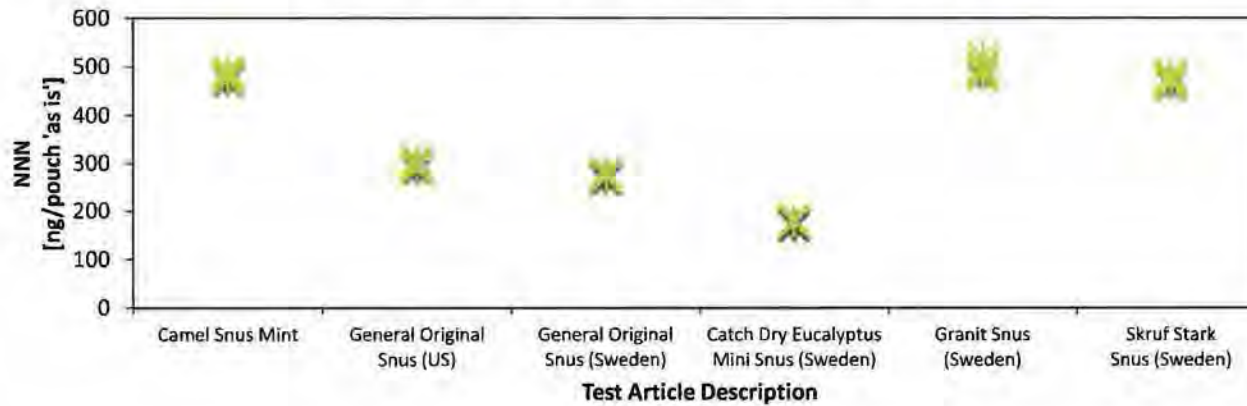 600
500
400
300
200
100
0
NNN
[ng/pouch 'as is']
Camel Snus Mint
General Original
Snus (US)
General Original
Snus (Sweden)
Catch Dry Eucalyptus
Mini Snus (Sweden)
Granit Snus
(Sweden)
Skruf Stark
Snus (Sweden)
Test Article Description